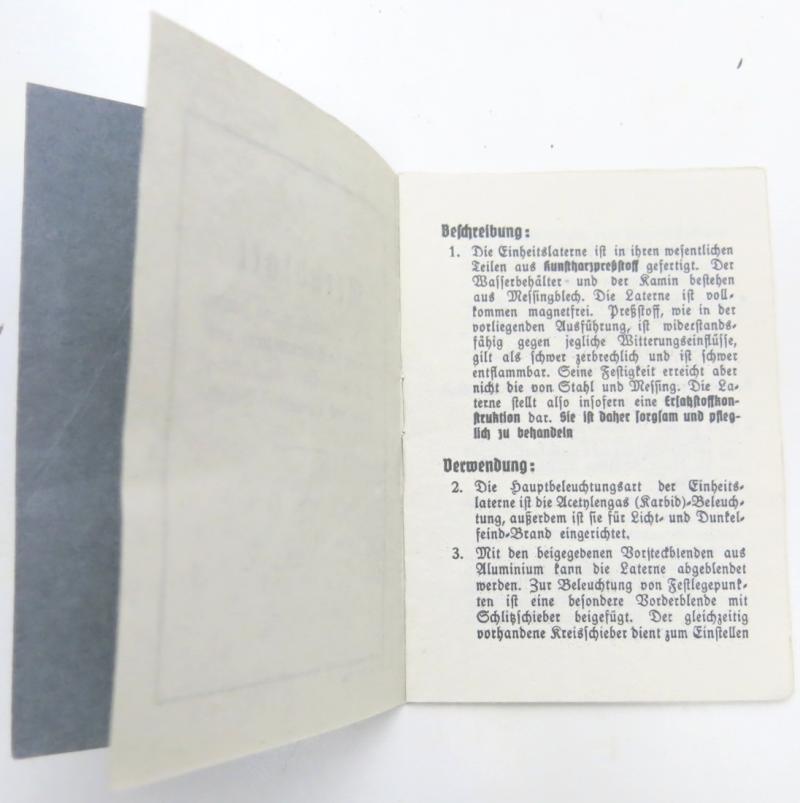 Beschreibung:
1. Die Einheitslaterne ist in ihren wesentlichen
Teilen aus Kunstharzpreßstoff gefertigt. Der
Wasserbehälter und der Kamin bestehen
aus Messingblech. Die Laterne ist voll-
kommen magnetfrei. Preßstoff, wie in der
vorliegenden Ausführung, ist widerstands-
fähig gegen jegliche Witterungseinflüsse,
gilt als schwer zerbrechlich und ist schwer
entflammbar. Seine Festigkeit erreicht aber
nicht die von Stahl und Messing. Die La-
terne stellt also insofern eine Ersatzstoffkon-
struktion dar. Sie ist daher sorgsam und pfleg-
lich zu behandeln
Verwendung:
2. Die Hauptbeleuchtungsart der Einheits-
laterne ist die Acetylengas (Karbid)-Beleuch-
tung, außerdem ist sie für Licht- und Dunkel-
feind-Brand eingerichtet.
3. Mit den beigegebenen Vorsteckblenden aus
Aluminium kann die Laterne abgeblendet
werden. Zur Beleuchtung von Festlegepunk-
ten ist eine besondere Vorderblende mit
Schlitzschieber beigefügt. Der gleichzeitig
vorhandene Kreisschieber dient zum Einstellen